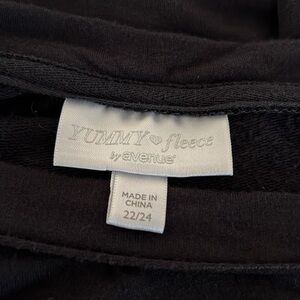 YUMMY fleece
by avenue®
MADE IN
CHINA
22/24